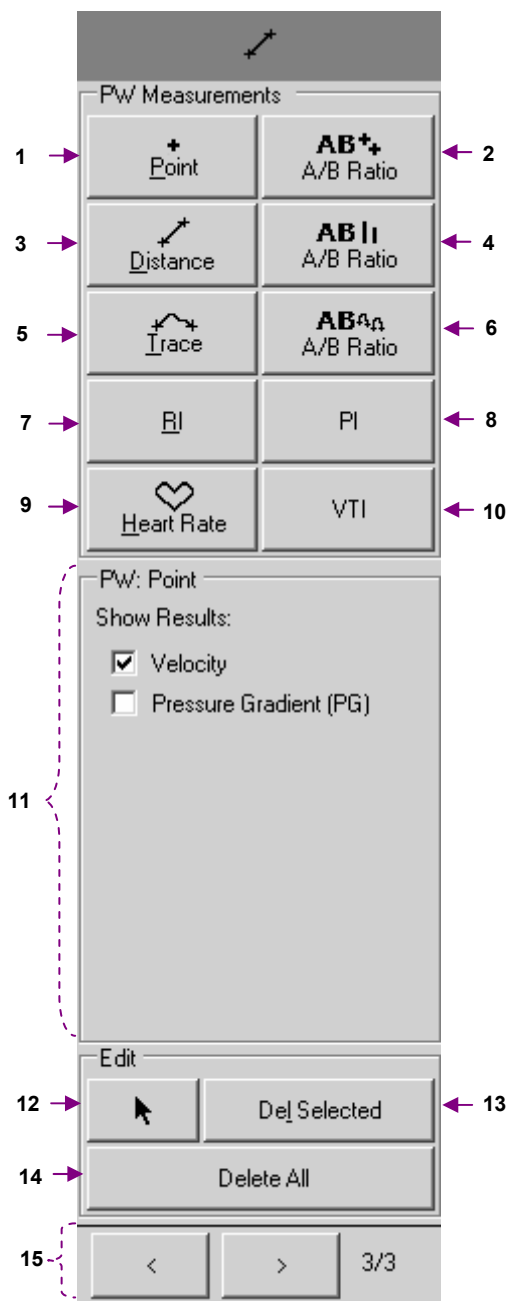 PW Measurements
1 Point AB A/B Ratio 2
3 Distance AB A/B Ratio 4
5 Trace AB A/B Ratio 6
7 RI PI 8
9 Heart Rate VTI 10
PW: Point
Show Results:
Velocity
Pressure Gradient (PG)
11
Edit
12 Del Selected 13
14 Delete All
15 < > 3/3